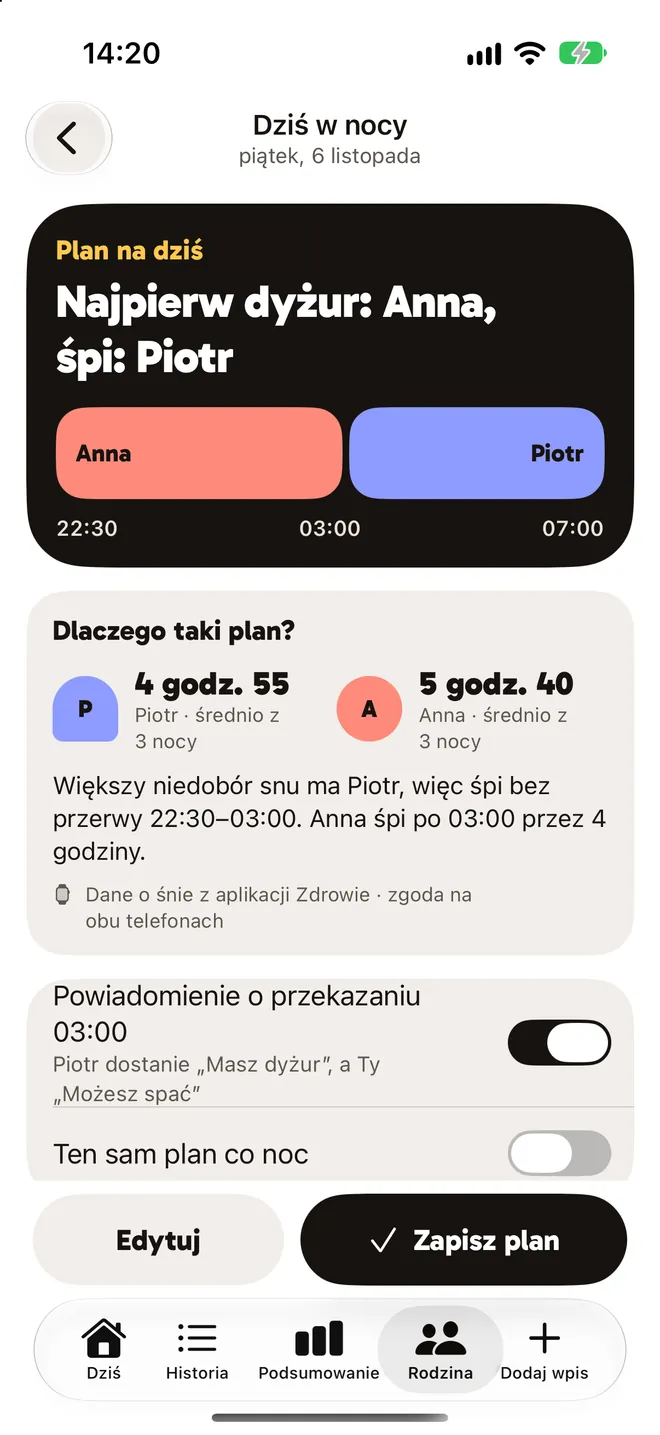 14:20
Dziś w nocy
piątek, 6 listopada
Plan na dziś
Najpierw dyżur: Anna,
śpi: Piotr
Anna
Piotr
22:30
03:00
07:00
Dlaczego taki plan?
P
4 godz. 55
Piotr · średnio z
3 nocy
A
5 godz. 40
Anna · średnio z
3 nocy
Większy niedobór snu ma Piotr, więc śpi bez
przerwy 22:30–03:00. Anna śpi po 03:00 przez 4
godziny.
Dane o śnie z aplikacji Zdrowie · zgoda na
obu telefonach
Powiadomienie o przekazaniu
03:00
Piotr dostanie „Masz dyżur”, a Ty
„Możesz spać”
Ten sam plan co noc
Edytuj
Zapisz plan
Dziś
Historia
Podsumowanie
Rodzina
Dodaj wpis